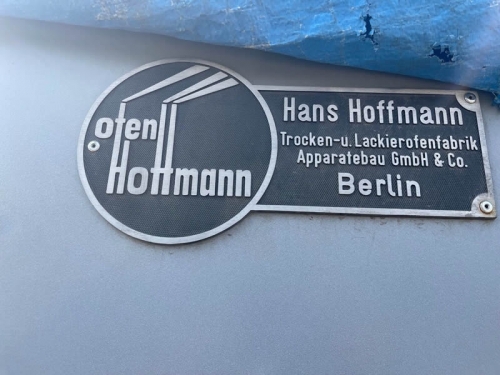 ofen
Hoffmann
Hans Hoffmann
Trocken-u. Lackierofenfabrik
Apparatebau GmbH & Co.
Berlin